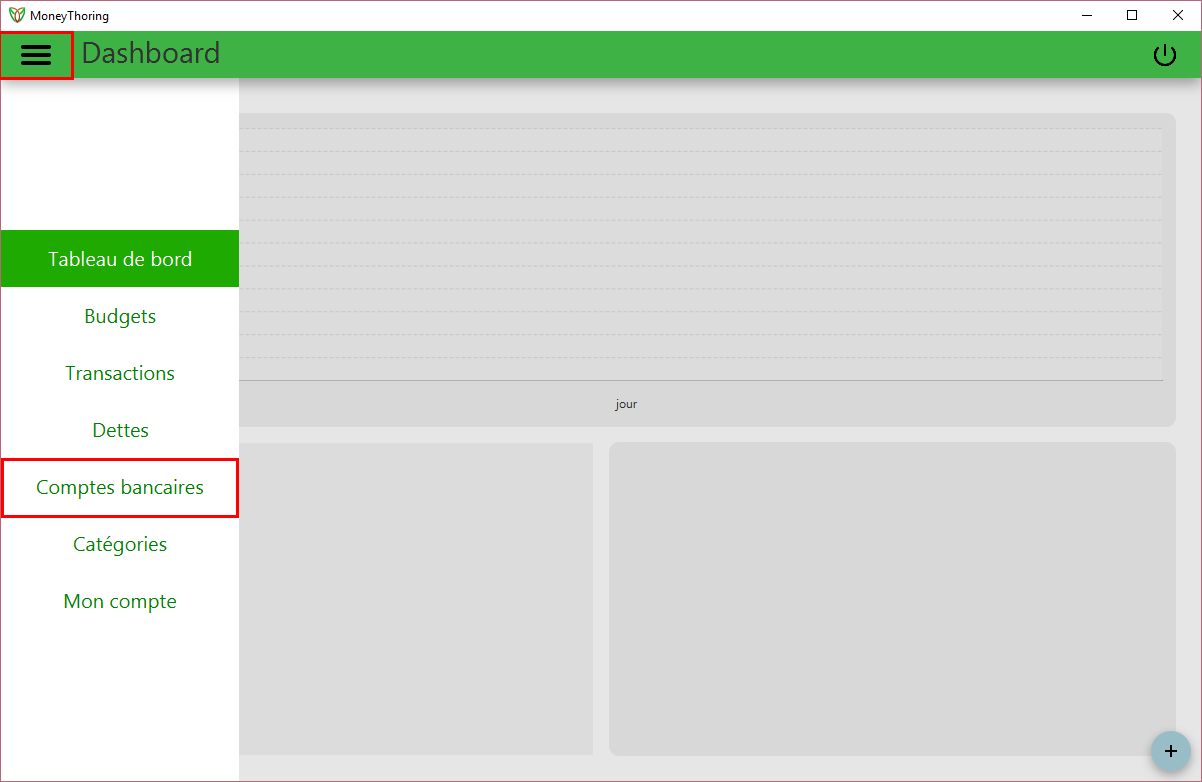 MoneyThoring
Dashboard
Tableau de bord
Budgets
Transactions
Dettes
Comptes bancaires
Catégories
Mon compte
jour
+